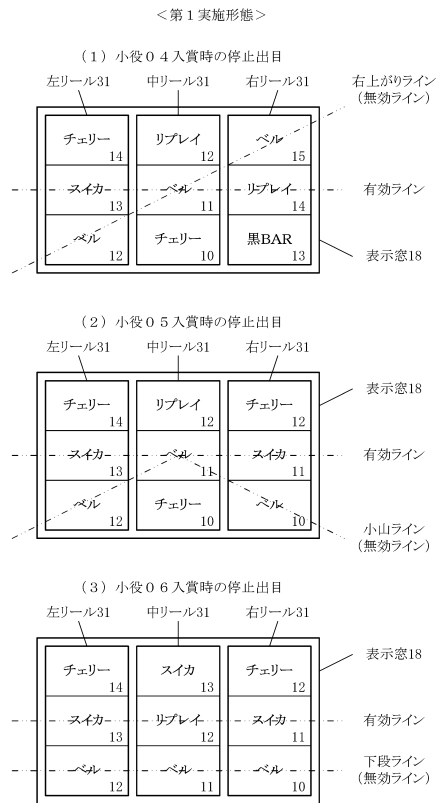 ＜第１実施形態＞
（１）小役０４入賞時の停止出目
左リール31 中リール31 右リール31
右上がりライン
（無効ライン）
チェリー 14 リプレイ 12 ベル 15
スイカ 13 ベル 11 リプレイ 14
有効ライン
ベル 12 チェリー 10 黒BAR 13
表示窓18
（２）小役０５入賞時の停止出目
左リール31 中リール31 右リール31
チェリー 14 リプレイ 12 チェリー 12
表示窓18
スイカ 13 ベル 11 スイカ 11
有効ライン
ベル 12 チェリー 10 ベル 10
小山ライン
（無効ライン）
（３）小役０６入賞時の停止出目
左リール31 中リール31 右リール31
チェリー 14 スイカ 13 チェリー 12
表示窓18
スイカ 13 リプレイ 12 スイカ 11
有効ライン
ベル 12 ベル 11 ベル 10
下段ライン
（無効ライン）